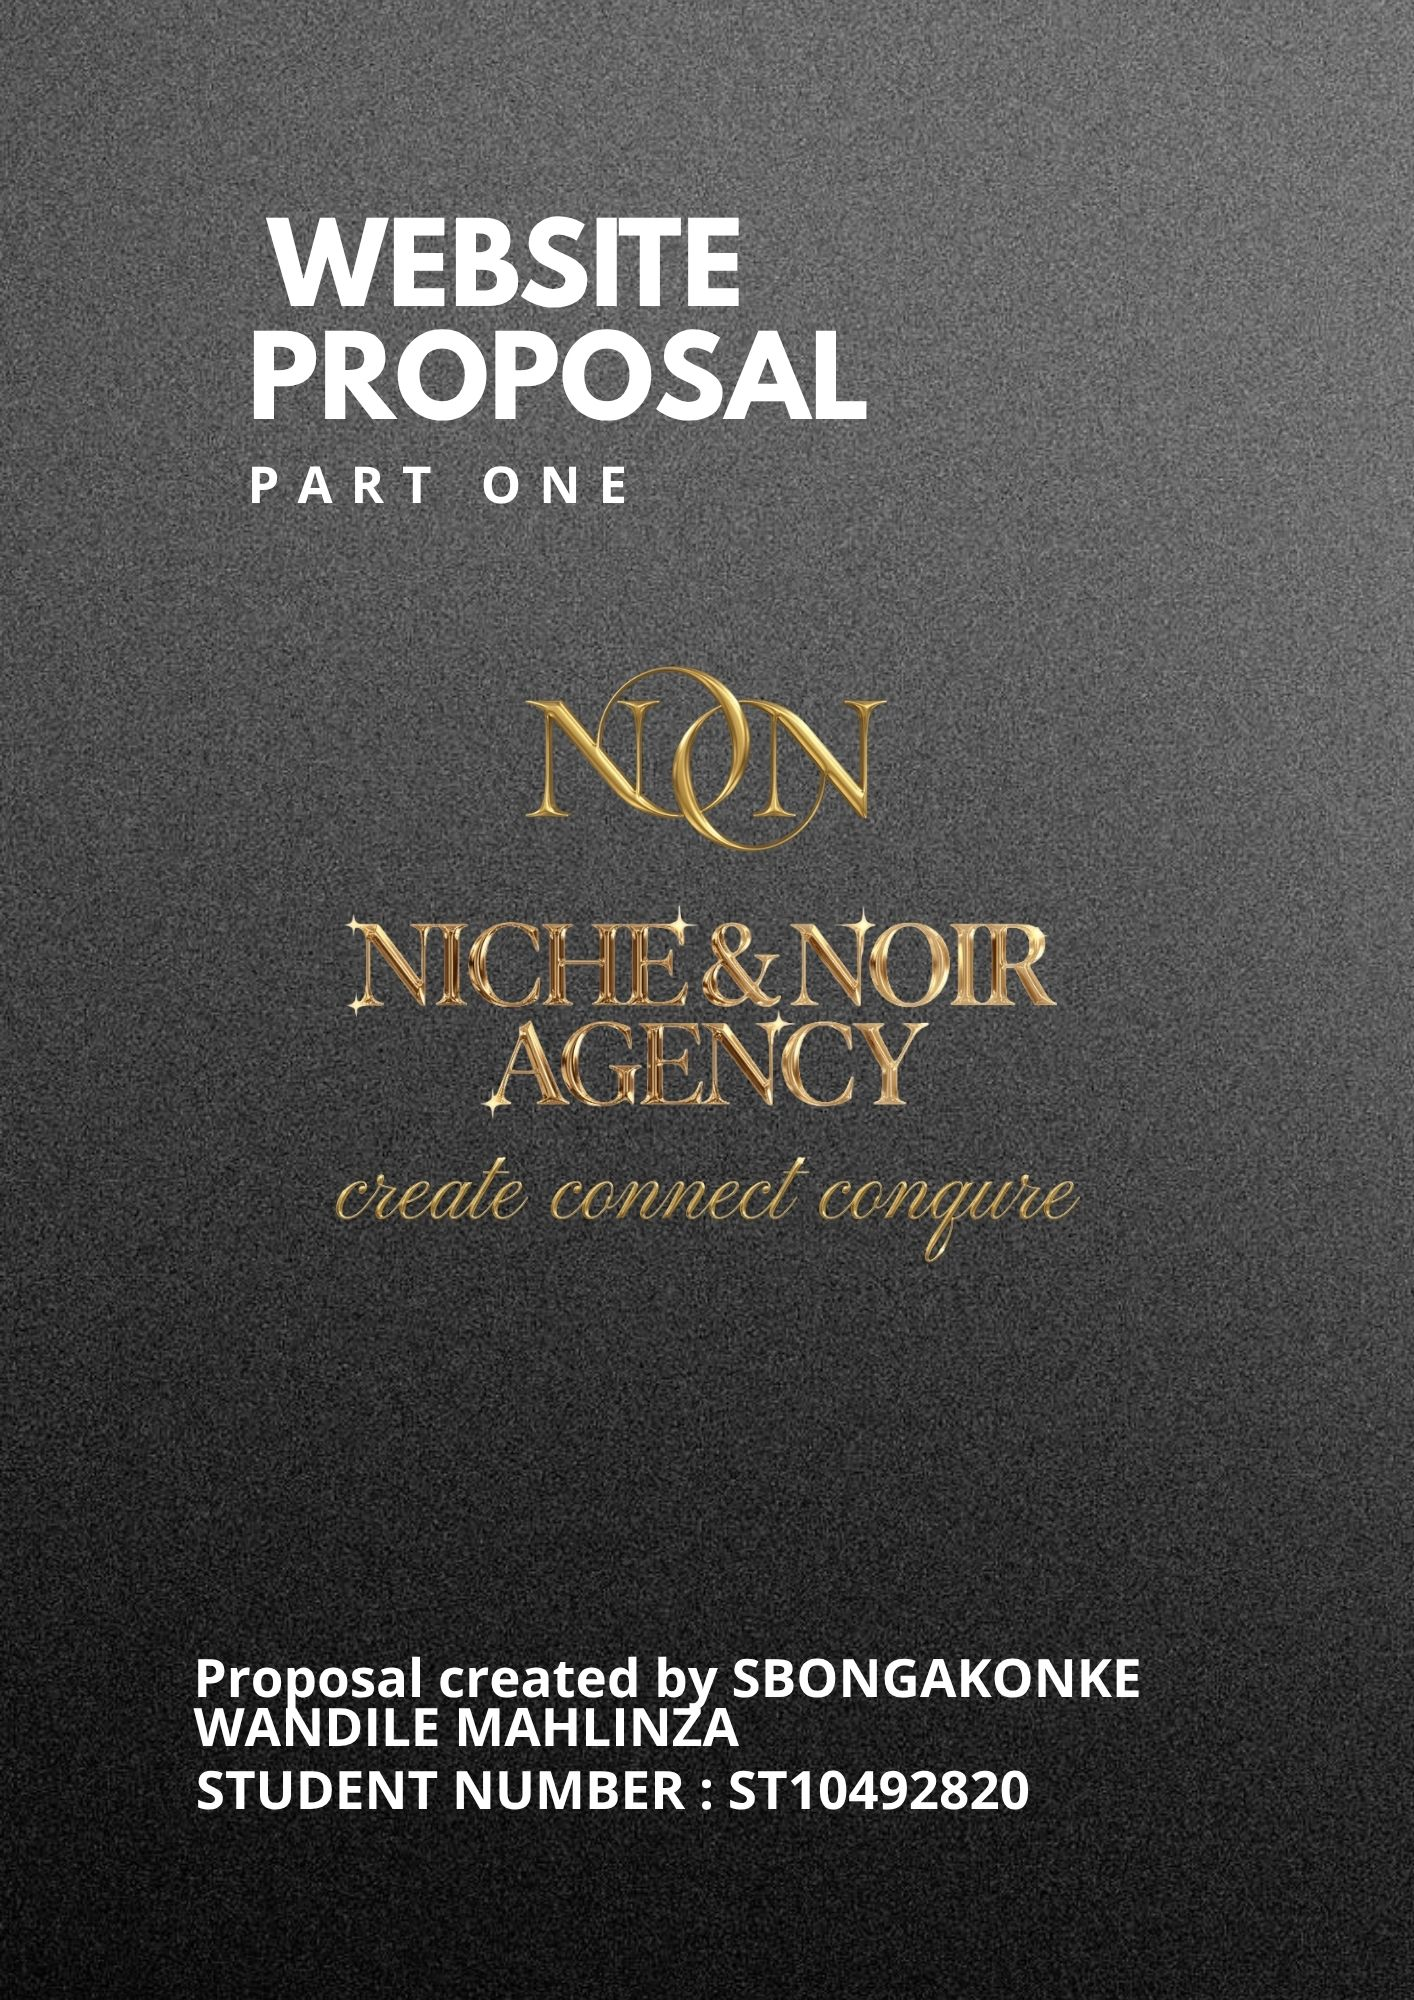 WEBSITE
PROPOSAL
PART ONE
NOON
NICHE & NOIR
AGENCY
create connect conqure
Proposal created by SBONGAKONKE
WANDILE MAHLINZA
STUDENT NUMBER : ST10492820